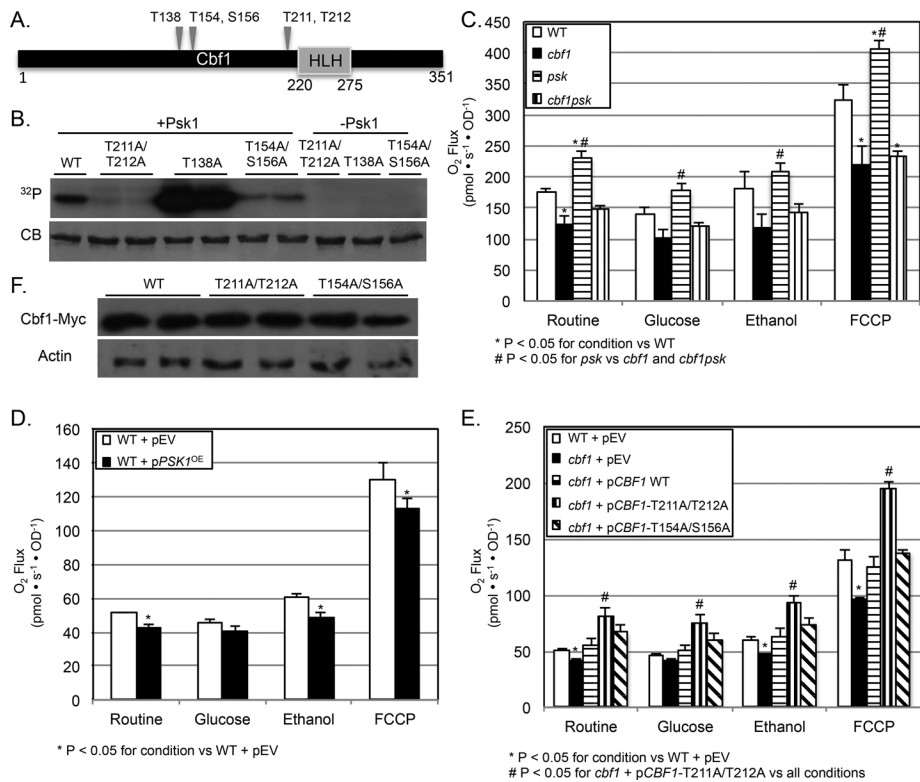 A.
T138
T154, S156
T211, T212
Cbf1
HLH
1
220
275
351
B.
+Psk1
-Psk1
WT
T211A/
T212A
T138A
T154A/
S156A
T211A/
T212A
T138A
T154A/
S156A
32P
CB
F.
WT
T211A/T212A
T154A/S156A
Cbf1-Myc
Actin
C.
WT
cbf1
psk
cbf1psk
O2 Flux
(pmol • s-1 • OD-1)
450
400
350
300
250
200
150
100
50
0
*
*#
#
#
*
*#
*
Routine
Glucose
Ethanol
FCCP
* P < 0.05 for condition vs WT
# P < 0.05 for psk vs cbf1 and cbf1psk
D.
WT + pEV
WT + pPSK1OE
O2 Flux
(pmol • s-1 • OD-1)
160
140
120
100
80
60
40
20
0
*
*
*
Routine
Glucose
Ethanol
FCCP
* P < 0.05 for condition vs WT + pEV
E.
WT + pEV
cbf1 + pEV
cbf1 + pCBF1 WT
cbf1 + pCBF1-T211A/T212A
cbf1 + pCBF1-T154A/S156A
O2 Flux
(pmol • s-1 • OD-1)
250
200
150
100
50
0
*
#
#
*
#
*
#
Routine
Glucose
Ethanol
FCCP
* P < 0.05 for condition vs WT + pEV
# P < 0.05 for cbf1 + pCBF1-T211A/T212A vs all conditions